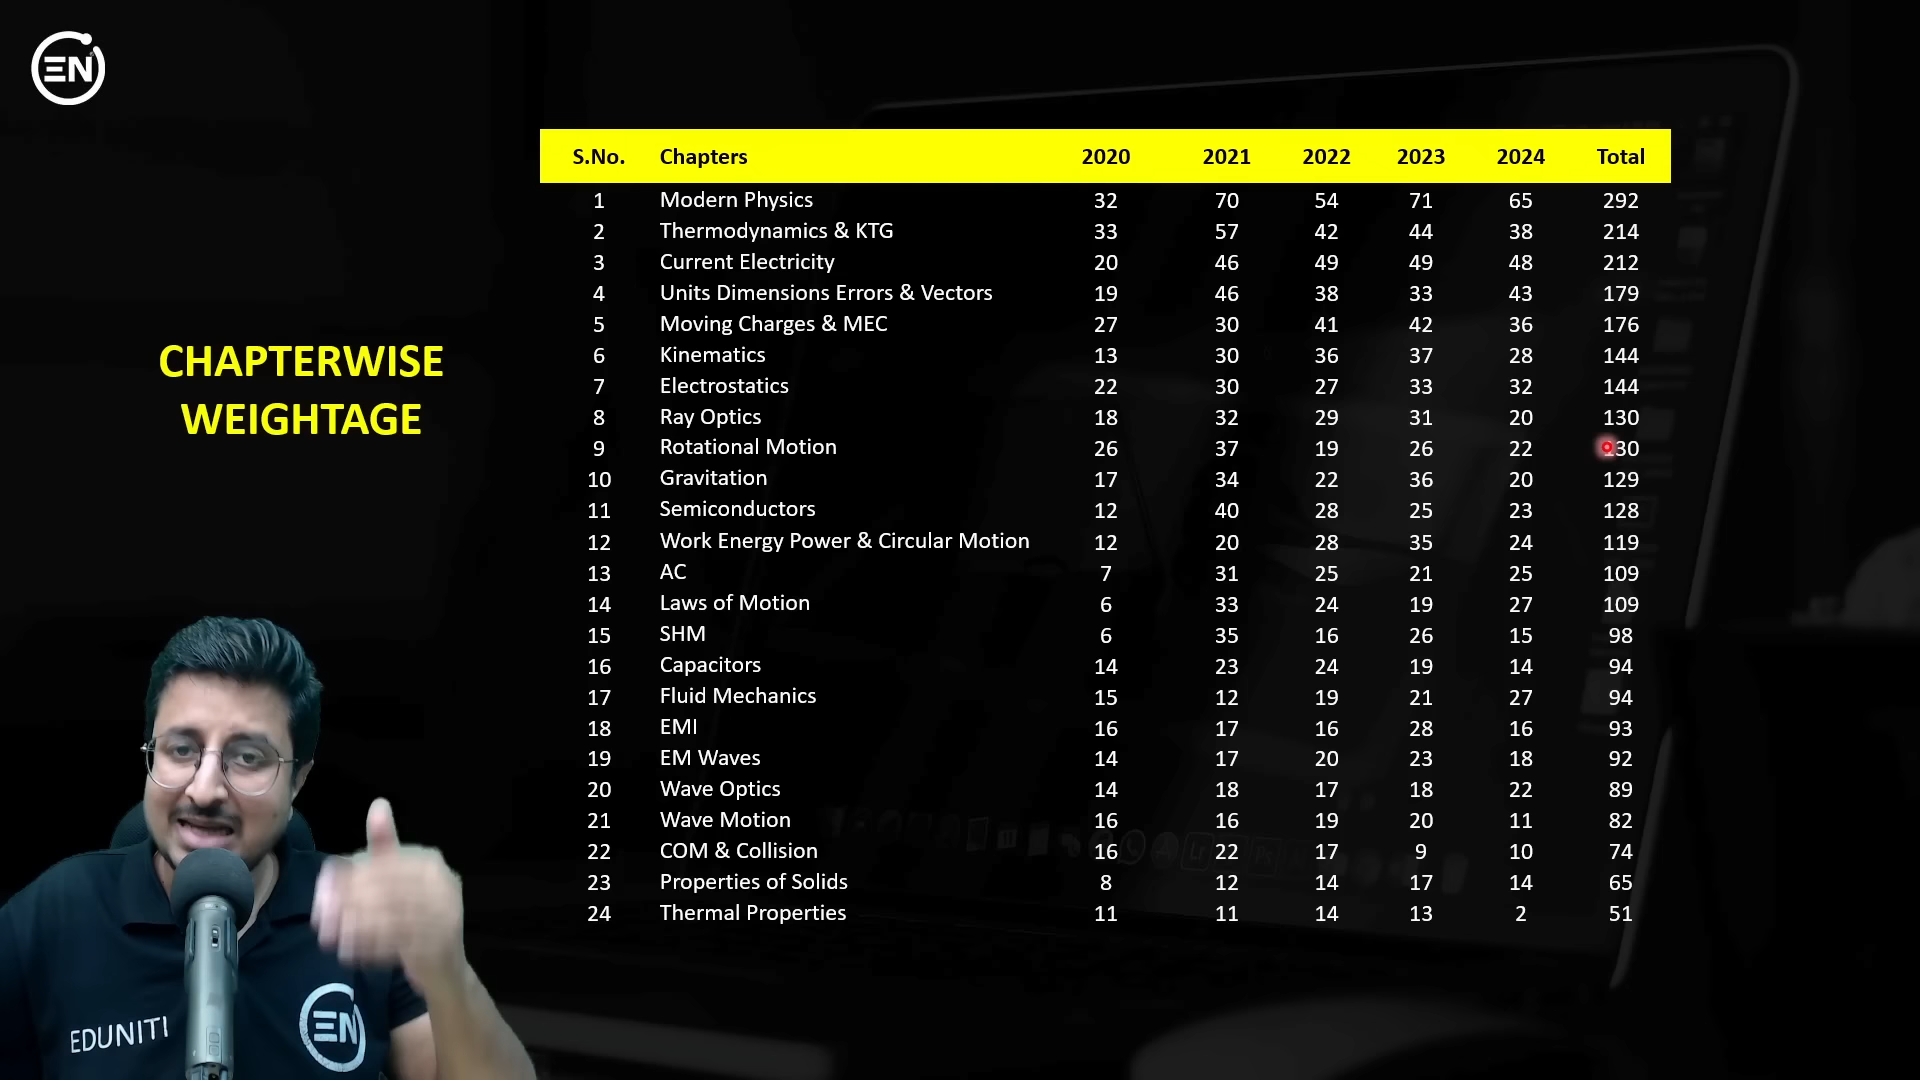 EN
S.No. Chapters 2020 2021 2022 2023 2024 Total
1 Modern Physics 32 70 54 71 65 292
2 Thermodynamics & KTG 33 57 42 44 38 214
3 Current Electricity 20 46 49 49 48 212
4 Units Dimensions Errors & Vectors 19 46 38 33 43 179
5 Moving Charges & MEC 27 30 41 42 36 176
6 Kinematics 13 30 36 37 28 144
7 Electrostatics 22 30 27 33 32 144
8 Ray Optics 18 32 29 31 20 130
9 Rotational Motion 26 37 19 26 22 130
10 Gravitation 17 34 22 36 20 129
11 Semiconductors 12 40 28 25 23 128
12 Work Energy Power & Circular Motion 12 20 28 35 24 119
13 AC 7 31 25 21 25 109
14 Laws of Motion 6 33 24 19 27 109
15 SHM 6 35 16 26 15 98
16 Capacitors 14 23 24 19 14 94
17 Fluid Mechanics 15 12 19 21 27 94
18 EMI 16 17 16 28 16 93
19 EM Waves 14 17 20 23 18 92
20 Wave Optics 14 18 17 18 22 89
21 Wave Motion 16 16 19 20 11 82
22 COM & Collision 16 22 17 9 10 74
23 Properties of Solids 8 12 14 17 14 65
24 Thermal Properties 11 11 14 13 2 51
CHAPTERWISE
WEIGHTAGE
EDUNITI
EN
Lr
Ps